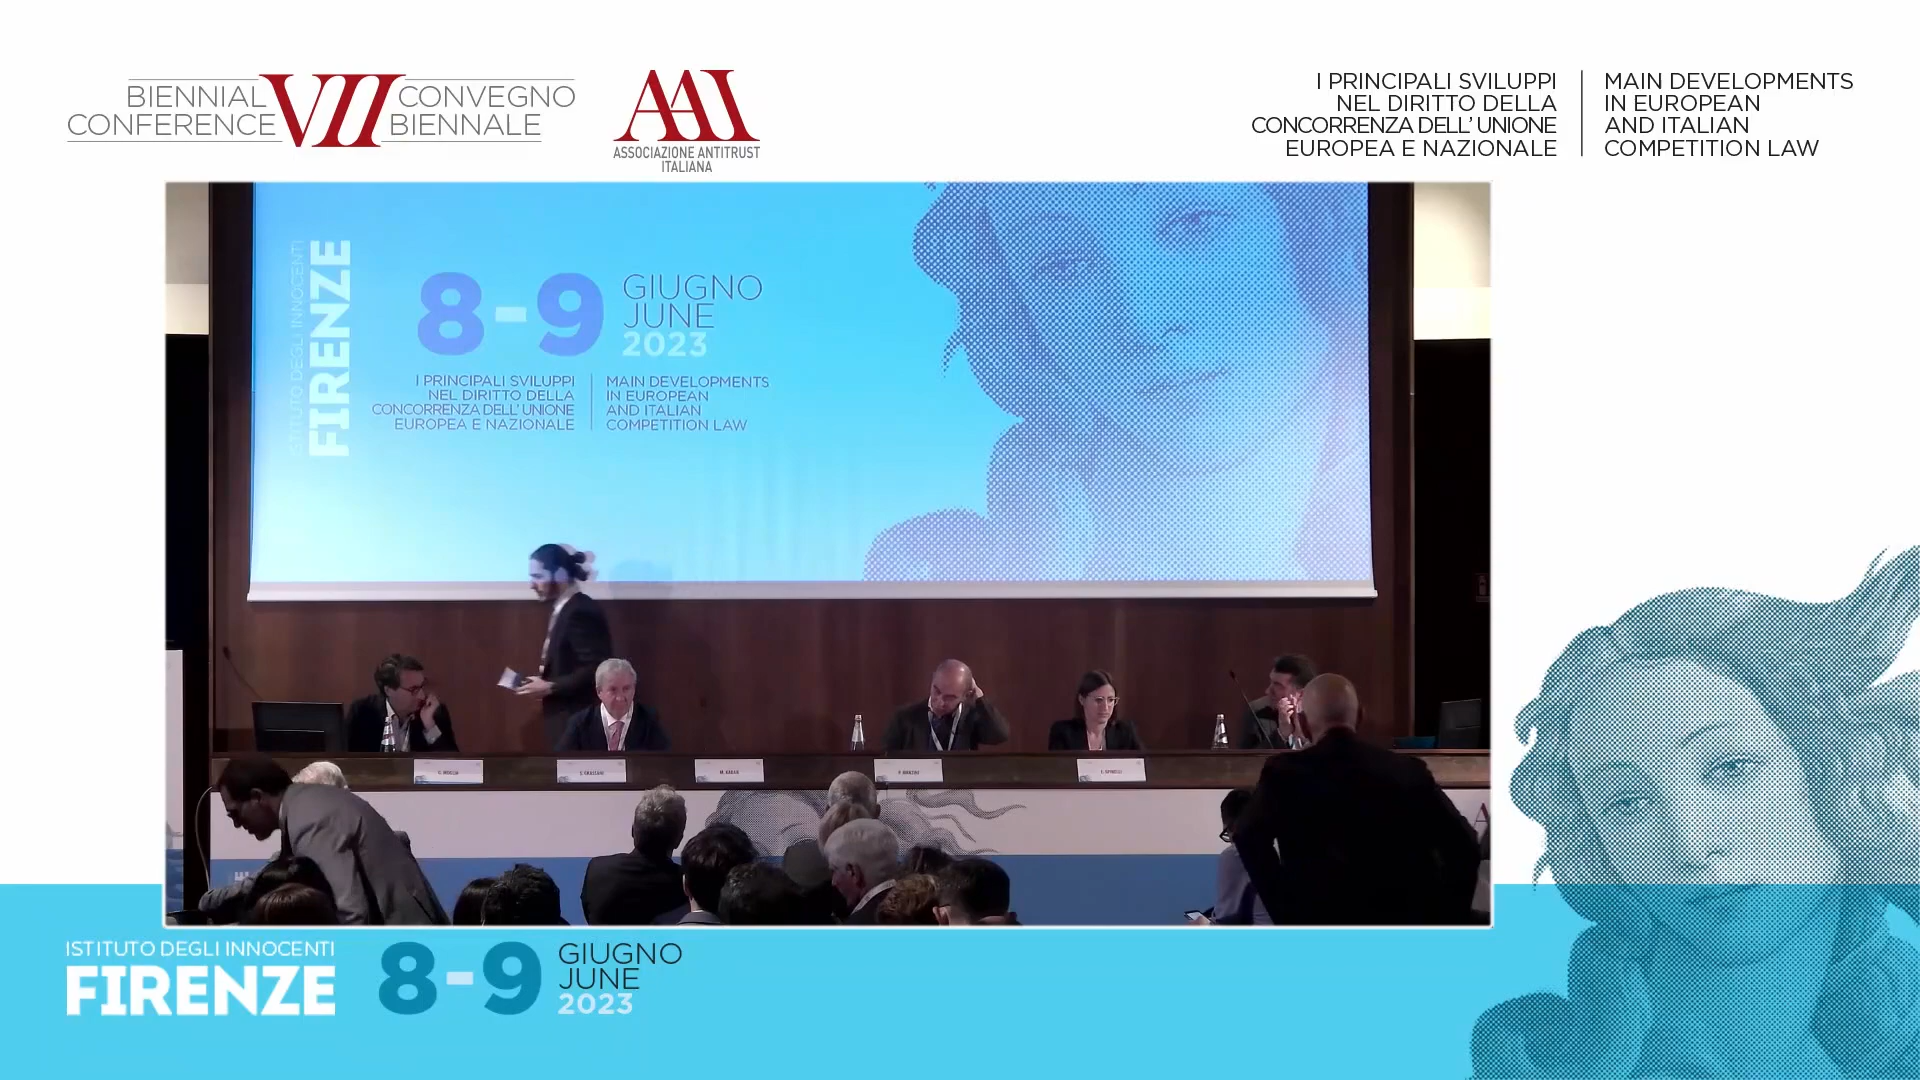 BIENNIAL
CONFERENCE
VII
CONVEGNO
BIENNALE
AAI
ASSOCIAZIONE ANTITRUST
ITALIANA
I PRINCIPALI SVILUPPI
NEL DIRITTO DELLA
CONCORRENZA DELL' UNIONE
EUROPEA E NAZIONALE
MAIN DEVELOPMENTS
IN EUROPEAN
AND ITALIAN
COMPETITION LAW
ISTITUTO DEGLI INNOCENTI
FIRENZE
8-9
GIUGNO
JUNE
2023
I PRINCIPALI SVILUPPI
NEL DIRITTO DELLA
CONCORRENZA DELL' UNIONE
EUROPEA E NAZIONALE
MAIN DEVELOPMENTS
IN EUROPEAN
AND ITALIAN
COMPETITION LAW
ISTITUTO DEGLI INNOCENTI
FIRENZE
8-9
GIUGNO
JUNE
2023